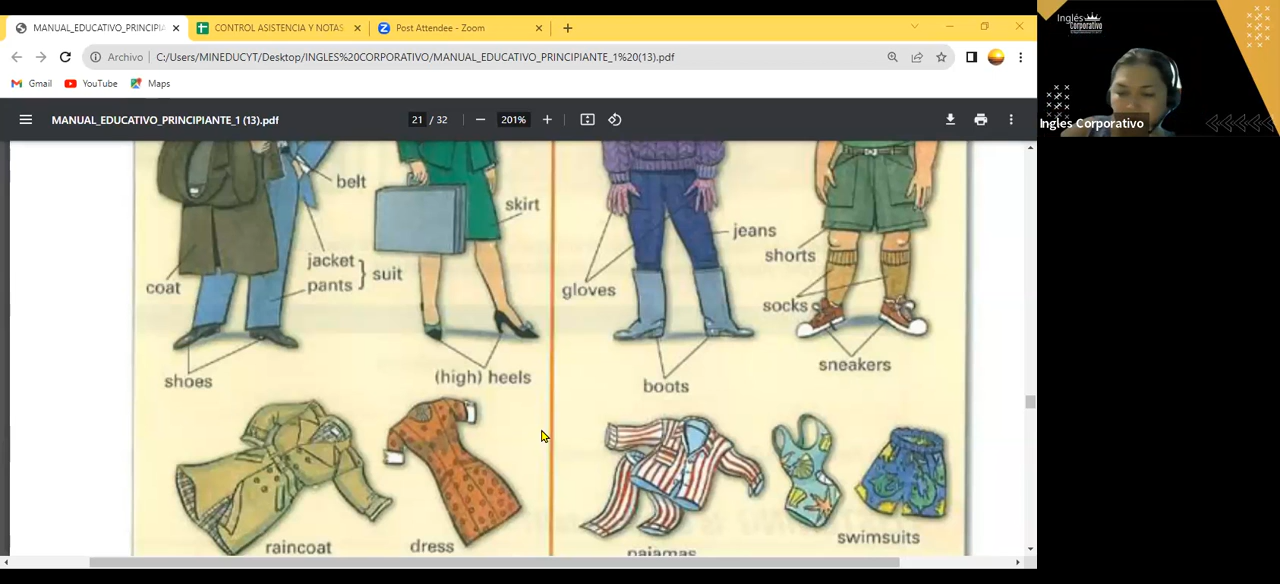 MANUAL_EDUCATIVO_PRINCIPIA
CONTROL ASISTENCIA Y NOTAS
Post Attendee - Zoom
Archivo
C:/Users/MINEDUCYT/Desktop/INGLES%20CORPORATIVO/MANUAL_EDUCATIVO_PRINCIPIANTE_1%20(13).pdf
Gmail
YouTube
Maps
MANUAL_EDUCATIVO_PRINCIPIANTE_1 (13).pdf
21 / 32
201%
belt
skirt
jacket
pants
suit
coat
shoes
(high) heels
gloves
jeans
shorts
socks
boots
sneakers
raincoat
dress
pajamas
swimsuits
Inglés
Corporativo
Ingles Corporativo